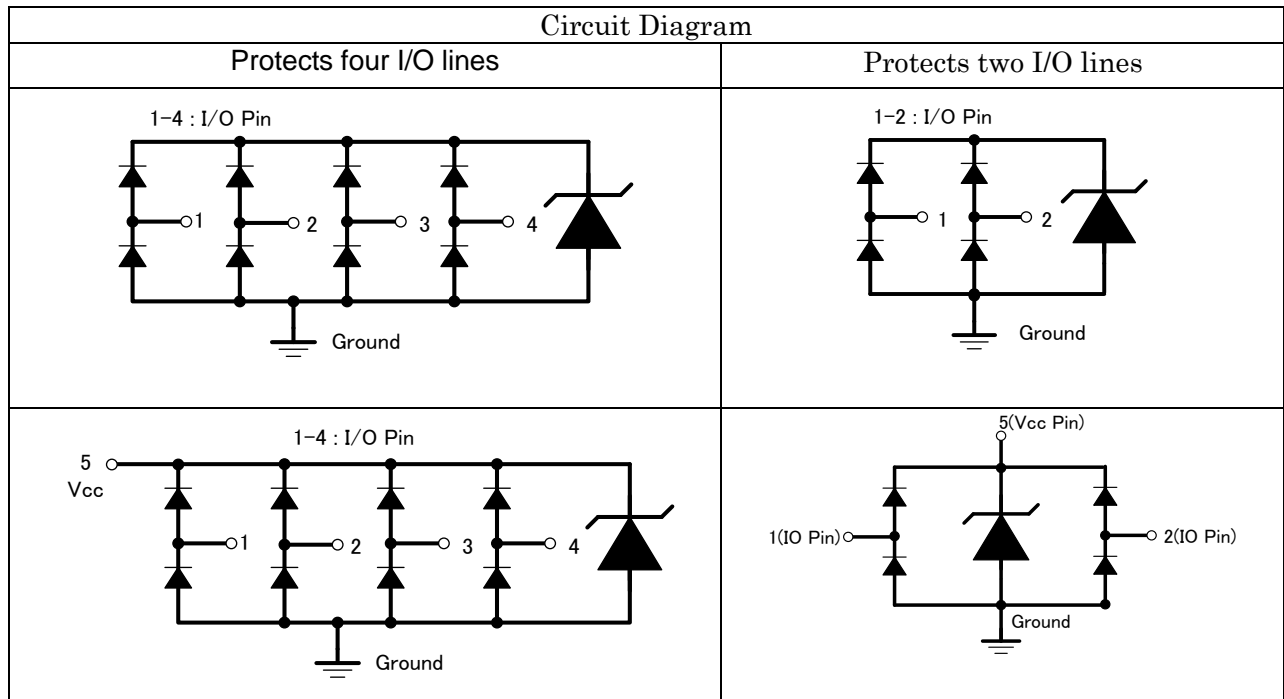 Circuit Diagram
Protects four I/O lines
Protects two I/O lines
1-4 : I/O Pin
1
2
3
4
Ground
1-2 : I/O Pin
1
2
Ground
1-4 : I/O Pin
5
Vcc
1
2
3
4
Ground
5(Vcc Pin)
1(IO Pin)
2(IO Pin)
Ground